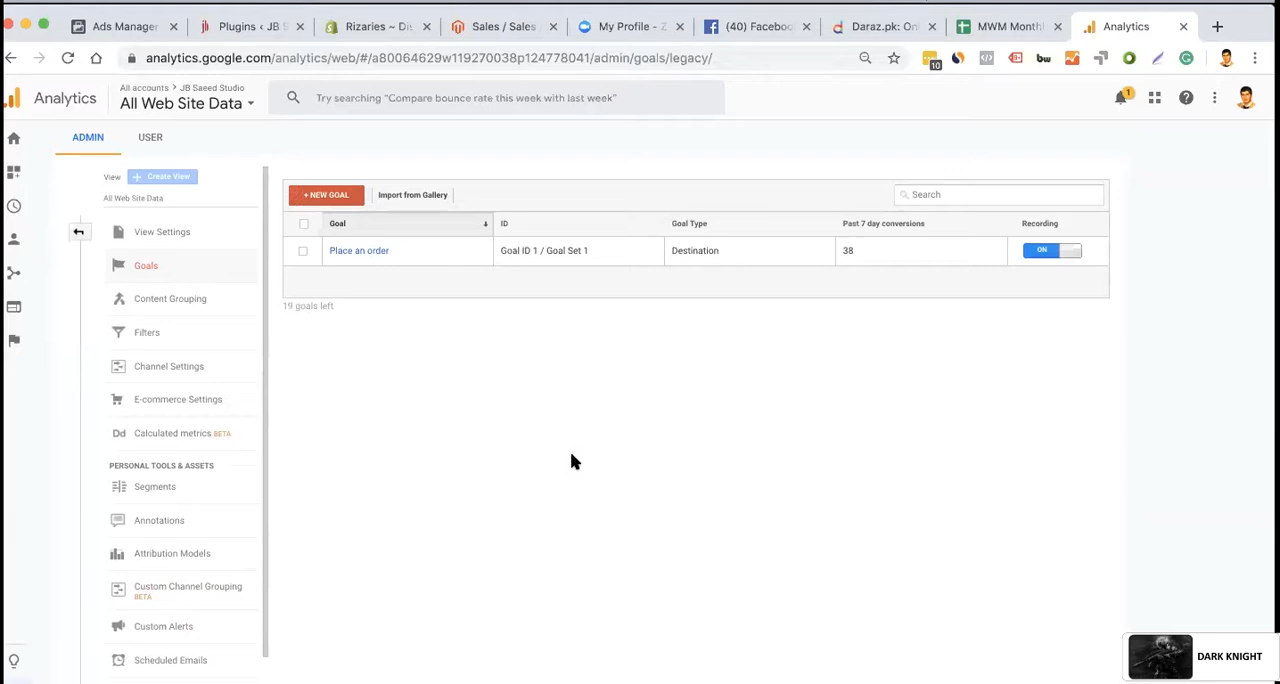 Ads Manager
Plugins ‹ JB S
Rizaries ~ Di
Sales / Sales
My Profile - Z
(40) Faceboo
Daraz.pk: On
MWM Month
Analytics
analytics.google.com/analytics/web/#/a80064629w119270038p124778041/admin/goals/legacy/
10
bw
Analytics
All accounts > JB Saeed Studio
All Web Site Data
Try searching "Compare bounce rate this week with last week"
1
ADMIN
USER
View
+ Create View
All Web Site Data
View Settings
Goals
Content Grouping
Filters
Channel Settings
E-commerce Settings
Dd Calculated metrics BETA
PERSONAL TOOLS & ASSETS
Segments
Annotations
Attribution Models
Custom Channel Grouping
BETA
Custom Alerts
Scheduled Emails
+ NEW GOAL
Import from Gallery
Search
Goal
ID
Goal Type
Past 7 day conversions
Recording
Place an order
Goal ID 1 / Goal Set 1
Destination
38
ON
19 goals left
DARK KNIGHT